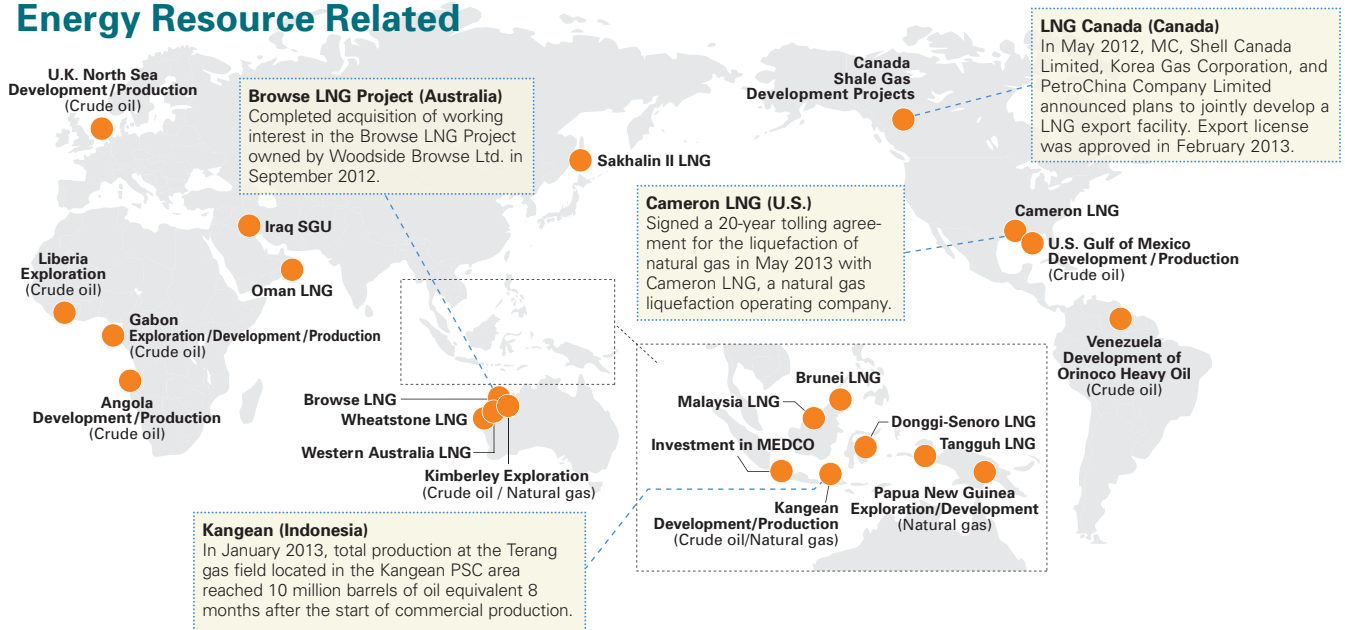 Energy Resource Related
U.K. North Sea
Development/Production
(Crude oil)
Browse LNG Project (Australia)
Completed acquisition of working
interest in the Browse LNG Project
owned by Woodside Browse Ltd. in
September 2012.
Sakhalin II LNG
Canada
Shale Gas
Development Projects
LNG Canada (Canada)
In May 2012, MC, Shell Canada
Limited, Korea Gas Corporation, and
PetroChina Company Limited
announced plans to jointly develop a
LNG export facility. Export license
was approved in February 2013.
Cameron LNG (U.S.)
Signed a 20-year tolling agree-
ment for the liquefaction of
natural gas in May 2013 with
Cameron LNG, a natural gas
liquefaction operating company.
Cameron LNG
U.S. Gulf of Mexico
Development/Production
(Crude oil)
Iraq SGU
Oman LNG
Liberia
Exploration
(Crude oil)
Gabon
Exploration/Development/Production
(Crude oil)
Angola
Development/Production
(Crude oil)
Venezuela
Development of
Orinoco Heavy Oil
(Crude oil)
Browse LNG
Wheatstone LNG
Western Australia LNG
Kimberley Exploration
(Crude oil / Natural gas)
Brunei LNG
Malaysia LNG
Donggi-Senoro LNG
Investment in MEDCO
Tangguh LNG
Kangean
Development/Production
(Crude oil/Natural gas)
Papua New Guinea
Exploration/Development
(Natural gas)
Kangean (Indonesia)
In January 2013, total production at the Terang
gas field located in the Kangean PSC area
reached 10 million barrels of oil equivalent 8
months after the start of commercial production.